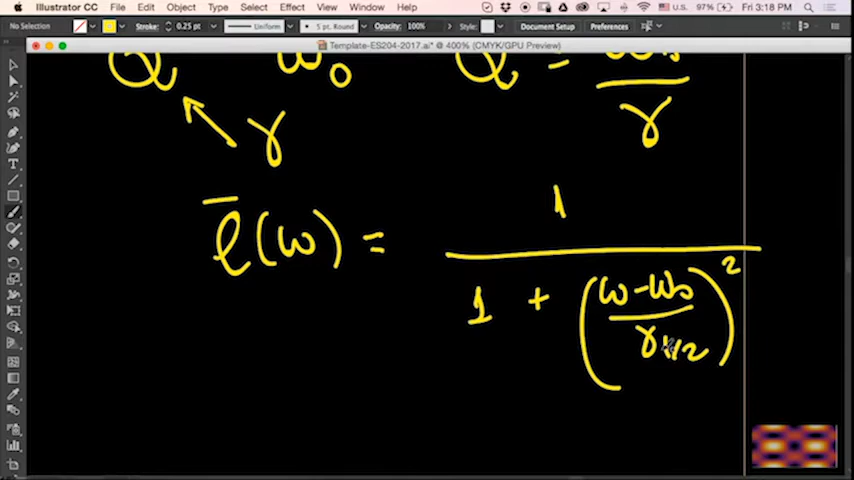 Illustrator CC File Edit Object Type Select Effect View Window Help U.S. 97% Fri 3:18 PM
No Selection Stroke: 0.25 pt Uniform 5 pt. Round Opacity: 100% Style: Document Setup Preferences
Template-ES204-2017.ai* @ 400% (CMYK/GPU Preview)
Q ω₀ Q = ω₀/γ
γ
ℓ̄(ω) = 1 / (1 + ((ω-ω₀)/(γ/2))²)